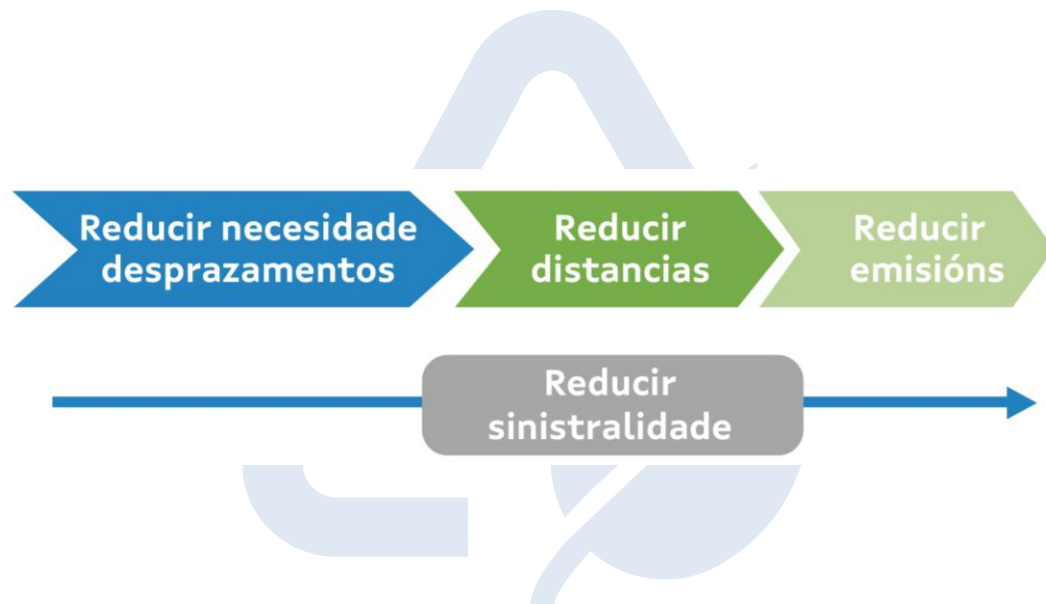 Reducir necesidade
desprazamentos
Reducir
distancias
Reducir
emisións
Reducir
sinistralidade